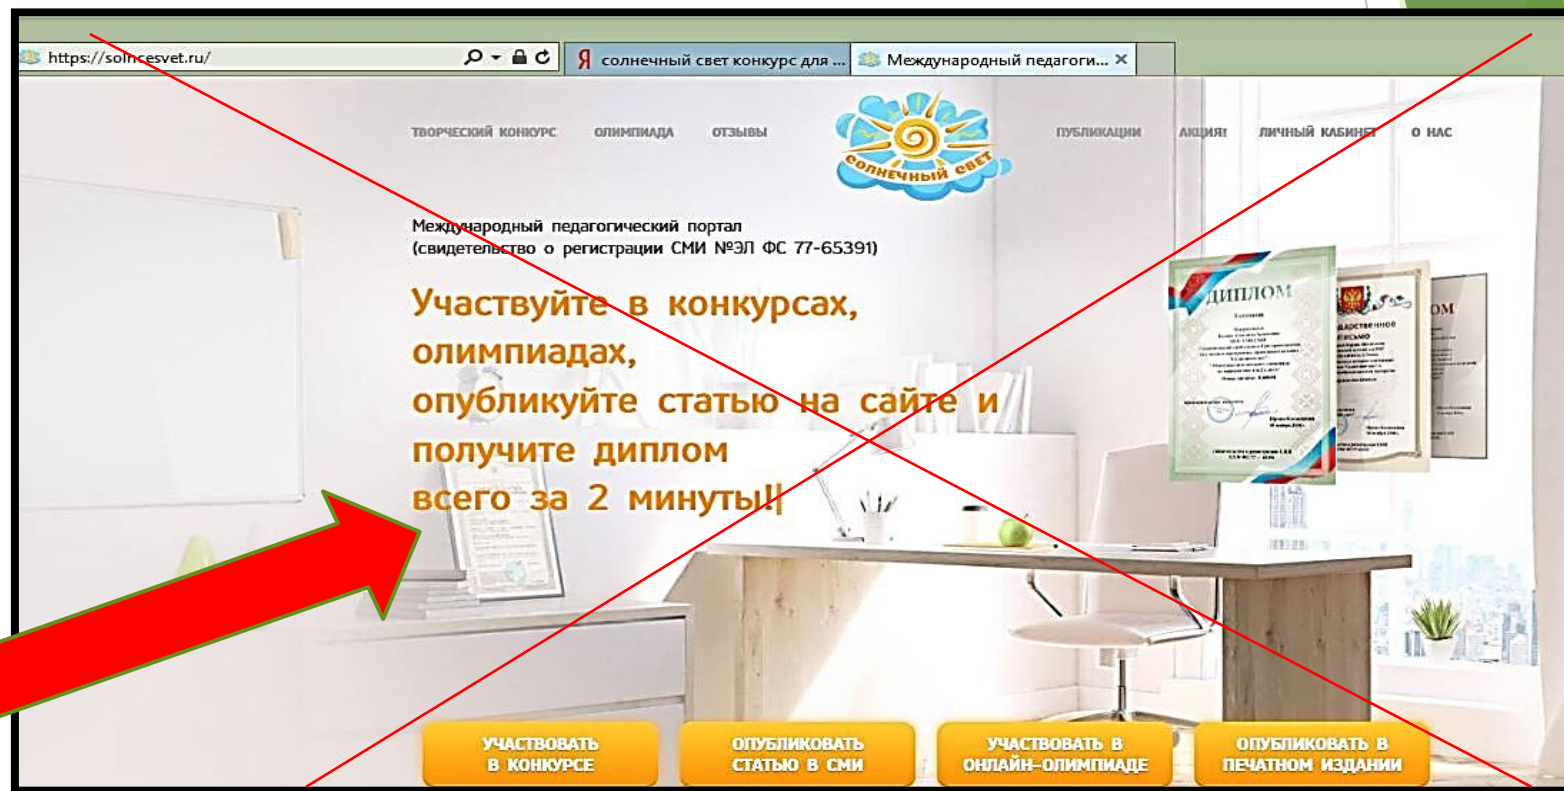 https://solncesvet.ru/
солнечный свет конкурс для ...
Международный педагоги...
ТВОРЧЕСКИЙ КОНКУРС
ОЛИМПИАДА
ОТЗЫВЫ
СОЛНЕЧНЫЙ СВЕТ
ПУБЛИКАЦИИ
АКЦИЯ!
ЛИЧНЫЙ КАБИНЕТ
О НАС
Международный педагогический портал
(свидетельство о регистрации СМИ №ЭЛ ФС 77-65391)
Участвуйте в конкурсах,
олимпиадах,
опубликуйте статью на сайте и
получите диплом
всего за 2 минуты!
ДИПЛОМ
УЧАСТВОВАТЬ
В КОНКУРСЕ
ОПУБЛИКОВАТЬ
СТАТЬЮ В СМИ
УЧАСТВОВАТЬ В
ОНЛАЙН-ОЛИМПИАДЕ
ОПУБЛИКОВАТЬ В
ПЕЧАТНОМ ИЗДАНИИ